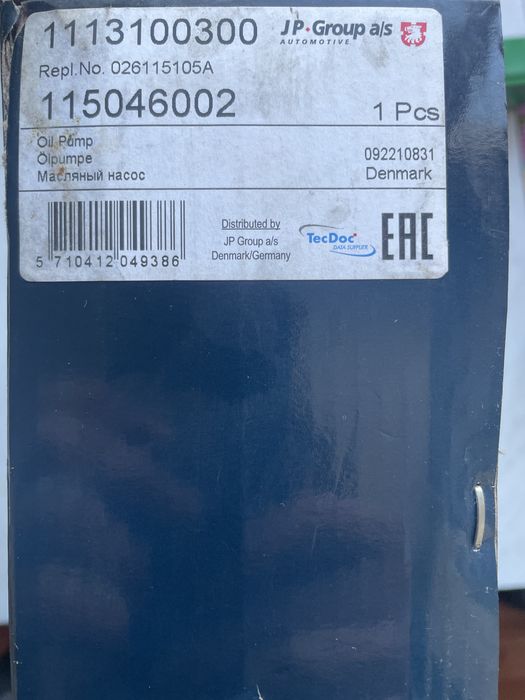 1113100300
JP Group a/s
AUTOMOTIVE
Repl.No. 026115105A
115046002
1 Pcs
Oil Pump
Ölpumpe
092210831
Масляный насос
Denmark
5 710412 049386
Distributed by
JP Group a/s
Denmark/Germany
TecDoc
DATA SUPPLIER
EAC